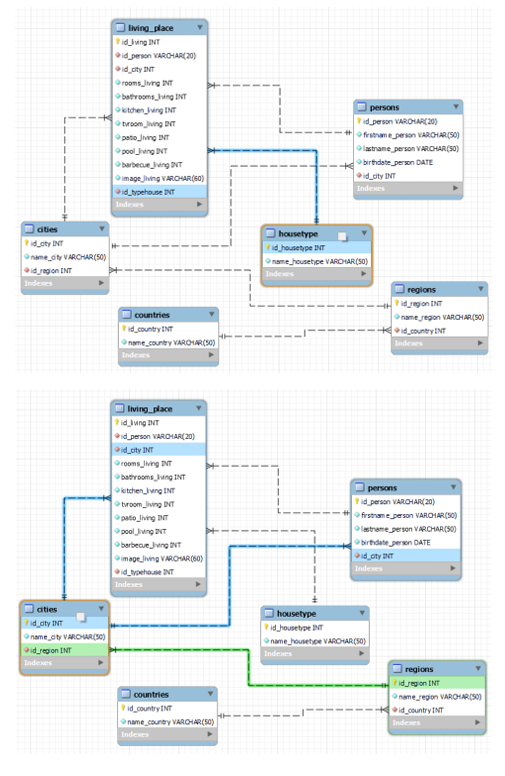 living_place
id_living INT
id_person VARCHAR(20)
id_city INT
rooms_living INT
bathrooms_living INT
kitchen_living INT
tvroom_living INT
patio_living INT
pool_living INT
barbecue_living INT
image_living VARCHAR(60)
id_typehouse INT
Indexes
persons
id_person VARCHAR(20)
firstname_person VARCHAR(50)
lastname_person VARCHAR(50)
birthdate_person DATE
id_city INT
Indexes
cities
id_city INT
name_city VARCHAR(50)
id_region INT
Indexes
housetype
id_housetype INT
name_housetype VARCHAR(50)
Indexes
regions
id_region INT
name_region VARCHAR(50)
id_country INT
Indexes
countries
id_country INT
name_country VARCHAR(50)
Indexes
living_place
id_living INT
id_person VARCHAR(20)
id_city INT
rooms_living INT
bathrooms_living INT
kitchen_living INT
tvroom_living INT
patio_living INT
pool_living INT
barbecue_living INT
image_living VARCHAR(60)
id_typehouse INT
Indexes
persons
id_person VARCHAR(20)
firstname_person VARCHAR(50)
lastname_person VARCHAR(50)
birthdate_person DATE
id_city INT
Indexes
cities
id_city INT
name_city VARCHAR(50)
id_region INT
Indexes
housetype
id_housetype INT
name_housetype VARCHAR(50)
Indexes
regions
id_region INT
name_region VARCHAR(50)
id_country INT
Indexes
countries
id_country INT
name_country VARCHAR(50)
Indexes